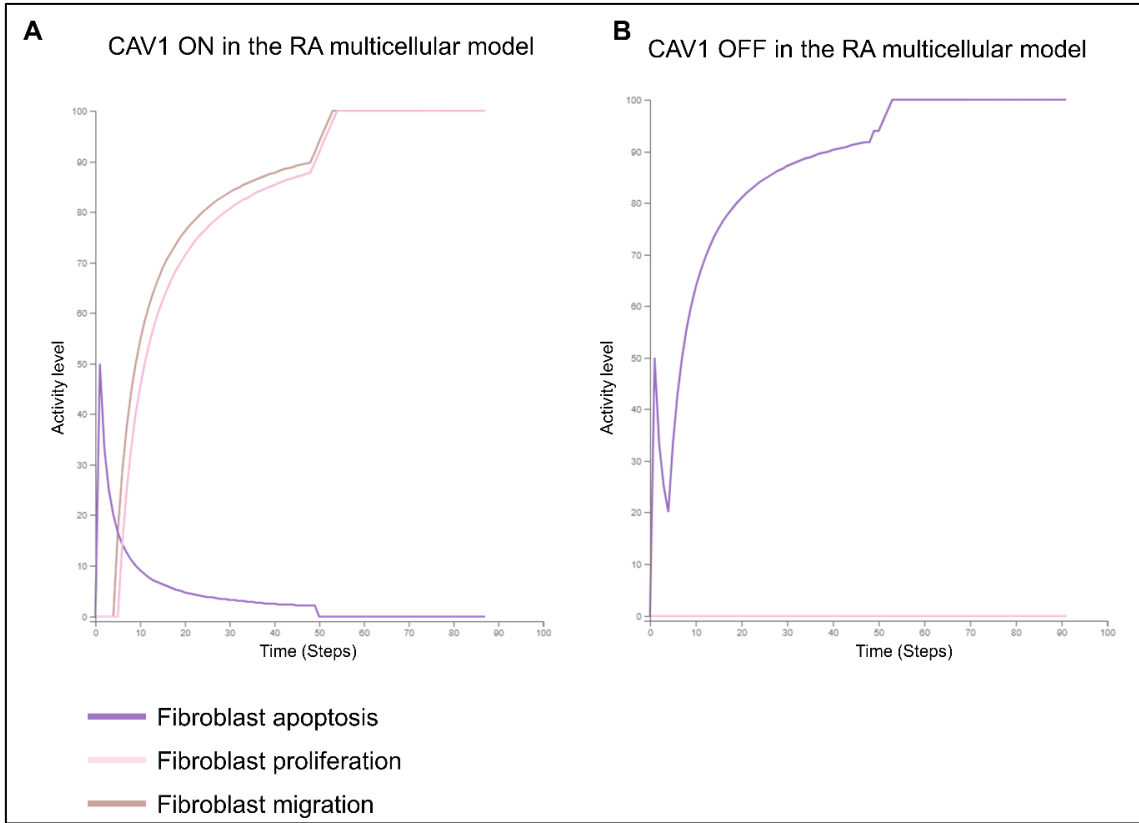 A
CAV1 ON in the RA multicellular model
100
90
80
70
60
50
40
30
20
10
0
Activity level
0 10 20 30 40 50 60 70 80 90 100
Time (Steps)
B
CAV1 OFF in the RA multicellular model
100
90
80
70
60
50
40
30
20
10
0
Activity level
0 10 20 30 40 50 60 70 80 90 100
Time (Steps)
Fibroblast apoptosis
Fibroblast proliferation
Fibroblast migration